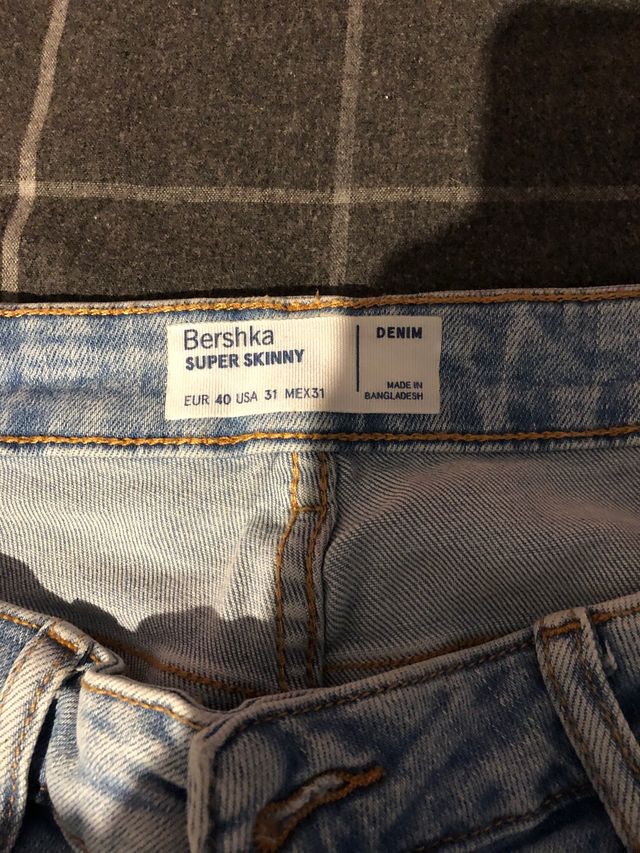 Bershka
SUPER SKINNY
EUR 40 USA 31 MEX31
DENIM
MADE IN
BANGLADESH